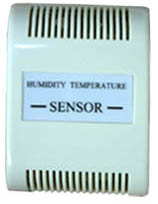 HUMIDITY TEMPERATURE
— SENSOR —